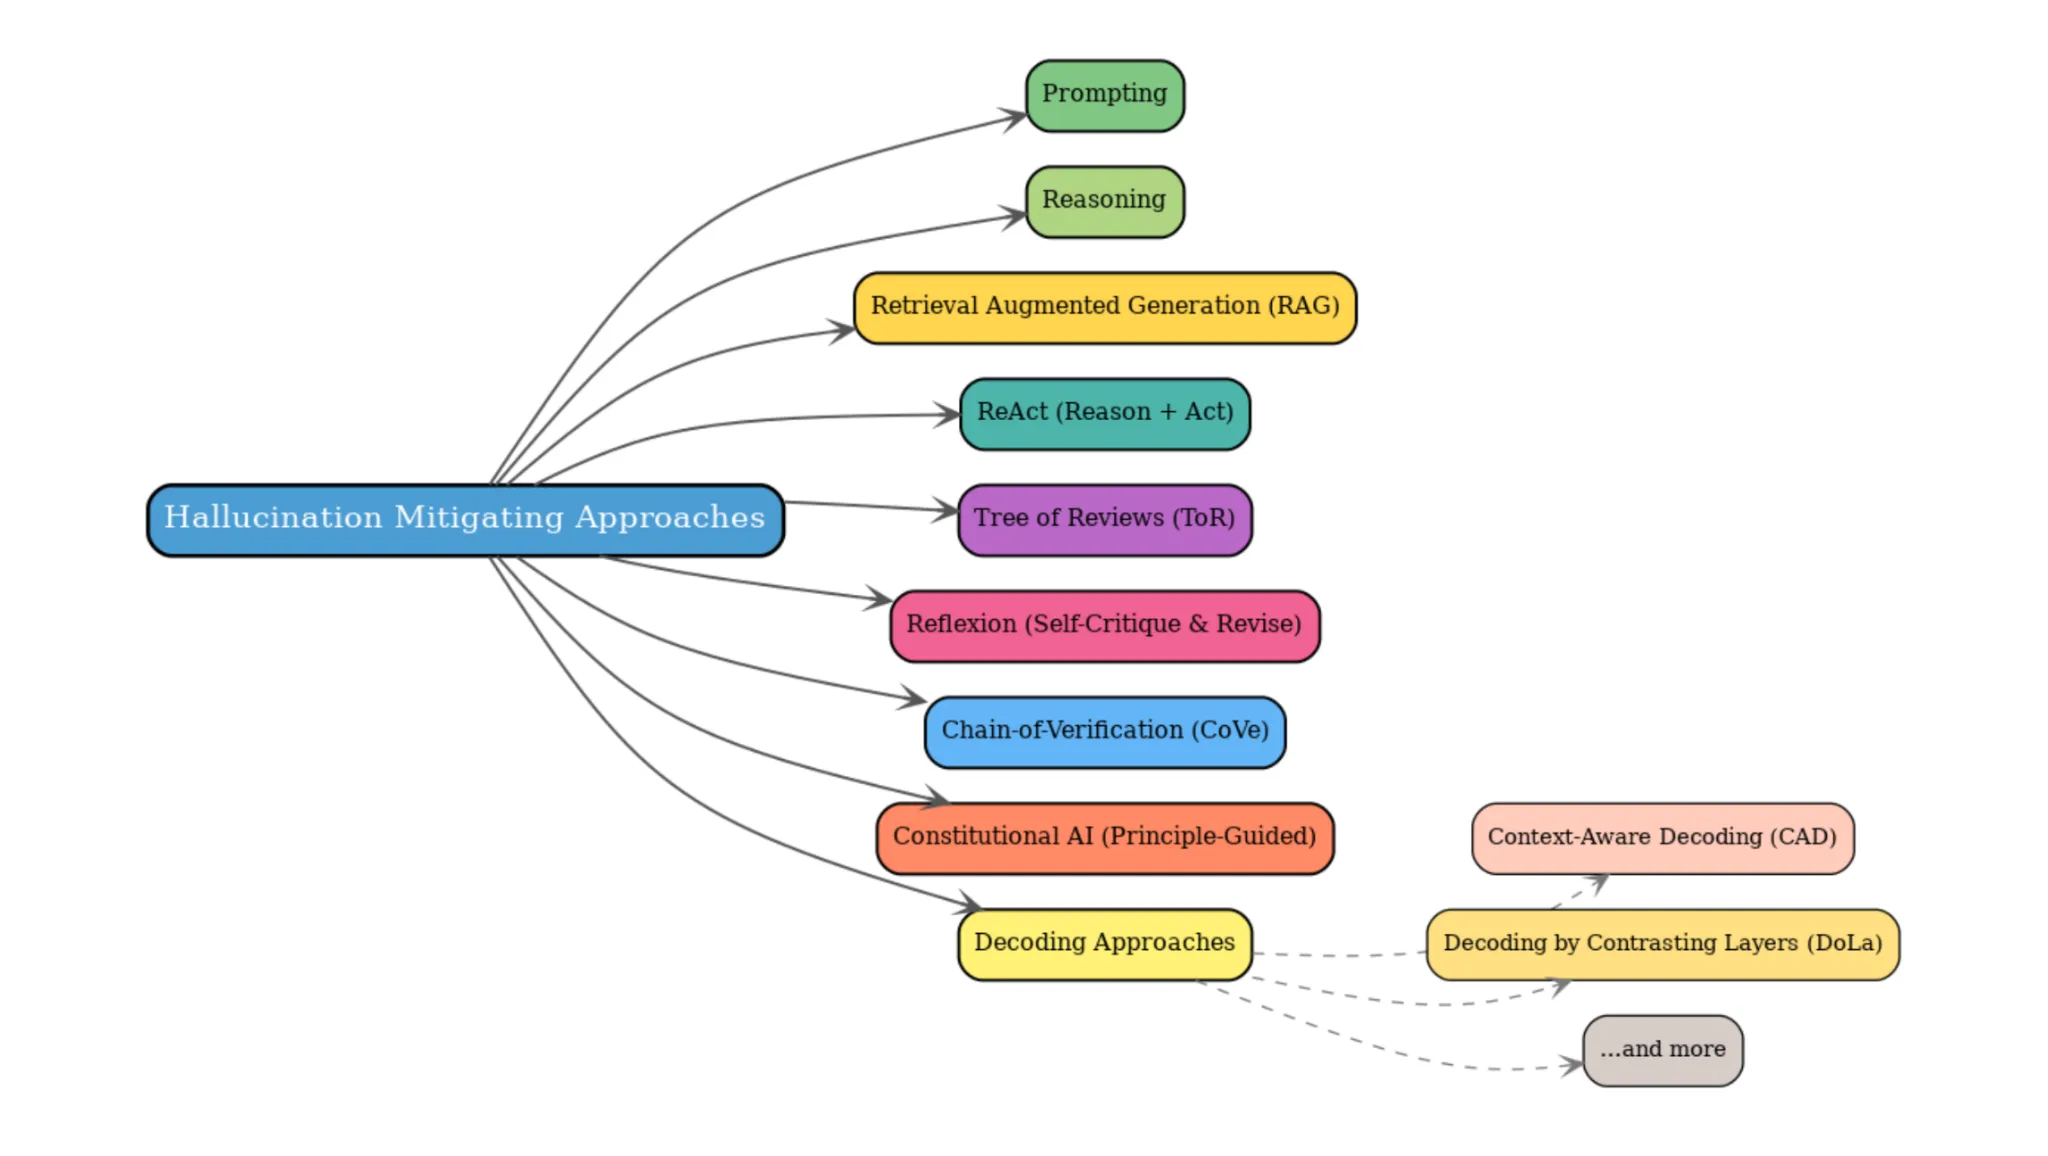 Hallucination Mitigating Approaches
Prompting
Reasoning
Retrieval Augmented Generation (RAG)
ReAct (Reason + Act)
Tree of Reviews (ToR)
Reflexion (Self-Critique & Revise)
Chain-of-Verification (CoVe)
Constitutional AI (Principle-Guided)
Decoding Approaches
Context-Aware Decoding (CAD)
Decoding by Contrasting Layers (DoLa)
...and more